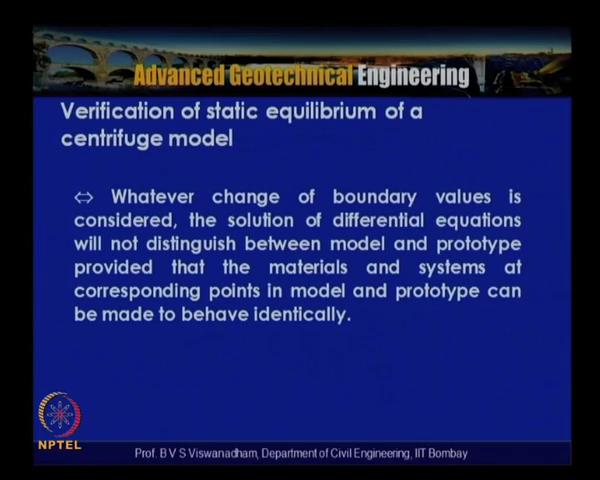 Advanced Geotechnical Engineering
Verification of static equilibrium of a
centrifuge model
⇔ Whatever change of boundary values is
considered, the solution of differential equations
will not distinguish between model and prototype
provided that the materials and systems at
corresponding points in model and prototype can
be made to behave identically.
NPTEL
Prof. B V S Viswanadham, Department of Civil Engineering, IIT Bombay